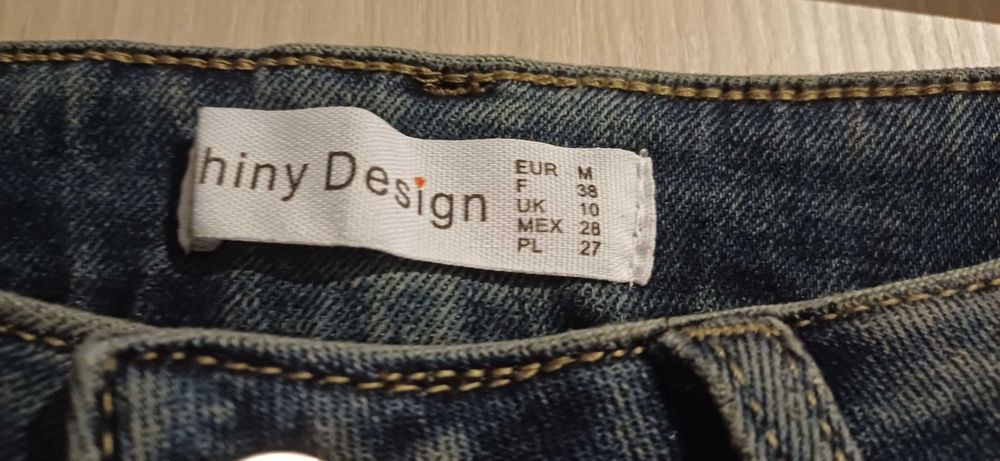 hiny Design
EUR M
F 38
UK 10
MEX 28
PL 27